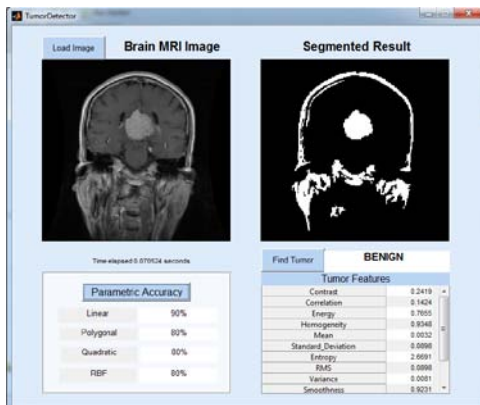 TumorDetector
Load Image
Brain MRI Image
Segmented Result
Time elapsed 0.076524 seconds
Find Tumor
BENIGN
Parametric Accuracy
Linear 90%
Polygonal 80%
Quadratic 80%
RBF 80%
Tumor Features
Contrast 0.2419
Correlation 0.1424
Energy 0.7655
Homogeneity 0.9348
Mean 0.0032
Standard_Deviation 0.0898
Entropy 2.6691
RMS 0.0898
Variance 0.0081
Smoothness 0.9231